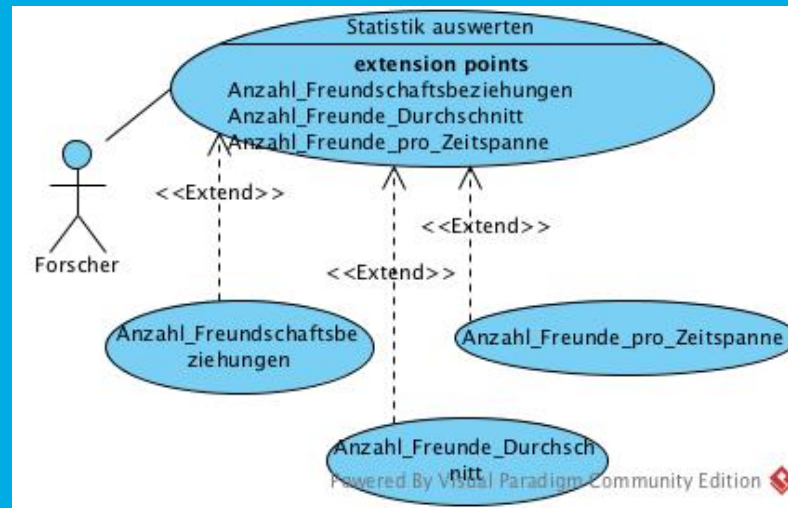 Statistik auswerten
extension points
Anzahl_Freundschaftsbeziehungen
Anzahl_Freunde_Durchschnitt
Anzahl_Freunde_pro_Zeitspanne
<<Extend>>
<<Extend>>
<<Extend>>
Forscher
Anzahl_Freundschaftsbe
ziehungen
Anzahl_Freunde_pro_Zeitspanne
Anzahl_Freunde_Durchsch
nitt
Powered By Visual Paradigm Community Edition